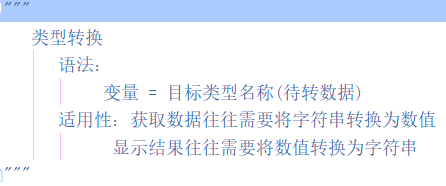 """
类型转换
语法:
变量 = 目标类型名称(待转数据)
适用性: 获取数据往往需要将字符串转换为数值
显示结果往往需要将数值转换为字符串
"""